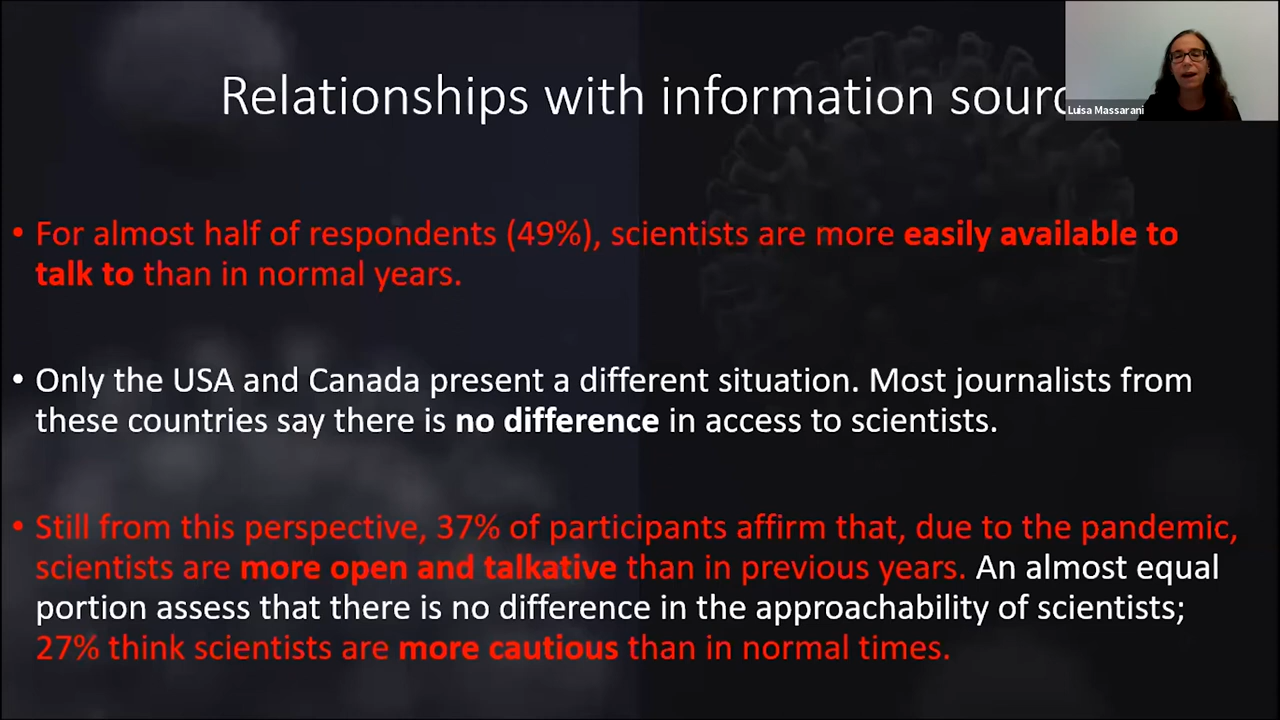 Relationships with information sourc
Luisa Massarani
• For almost half of respondents (49%), scientists are more easily available to
talk to than in normal years.
• Only the USA and Canada present a different situation. Most journalists from
these countries say there is no difference in access to scientists.
• Still from this perspective, 37% of participants affirm that, due to the pandemic,
scientists are more open and talkative than in previous years. An almost equal
portion assess that there is no difference in the approachability of scientists;
27% think scientists are more cautious than in normal times.